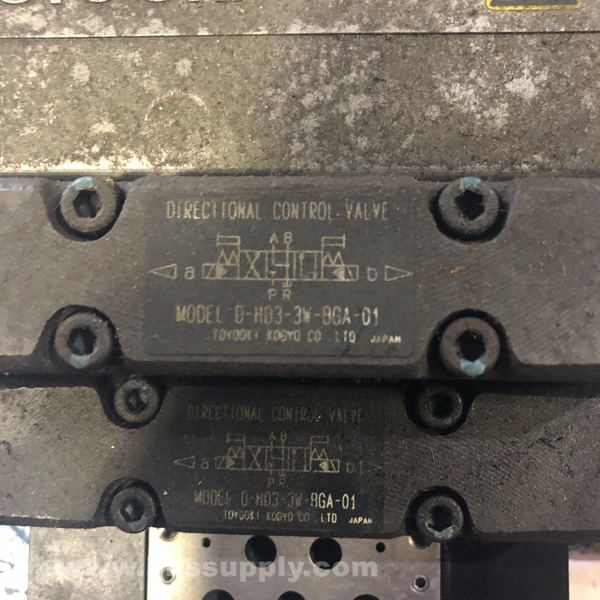 DIRECTIONAL CONTROL VALVE
A B
a b
P R
MODEL D-HD3-3W-BGA-01
TOYOOKI KOGYO CO LTD JAPAN
DIRECTIONAL CONTROL VALVE
A B
a b
P R
MODEL D-HD3-3W-BGA-01
TOYOOKI KOGYO CO LTD JAPAN